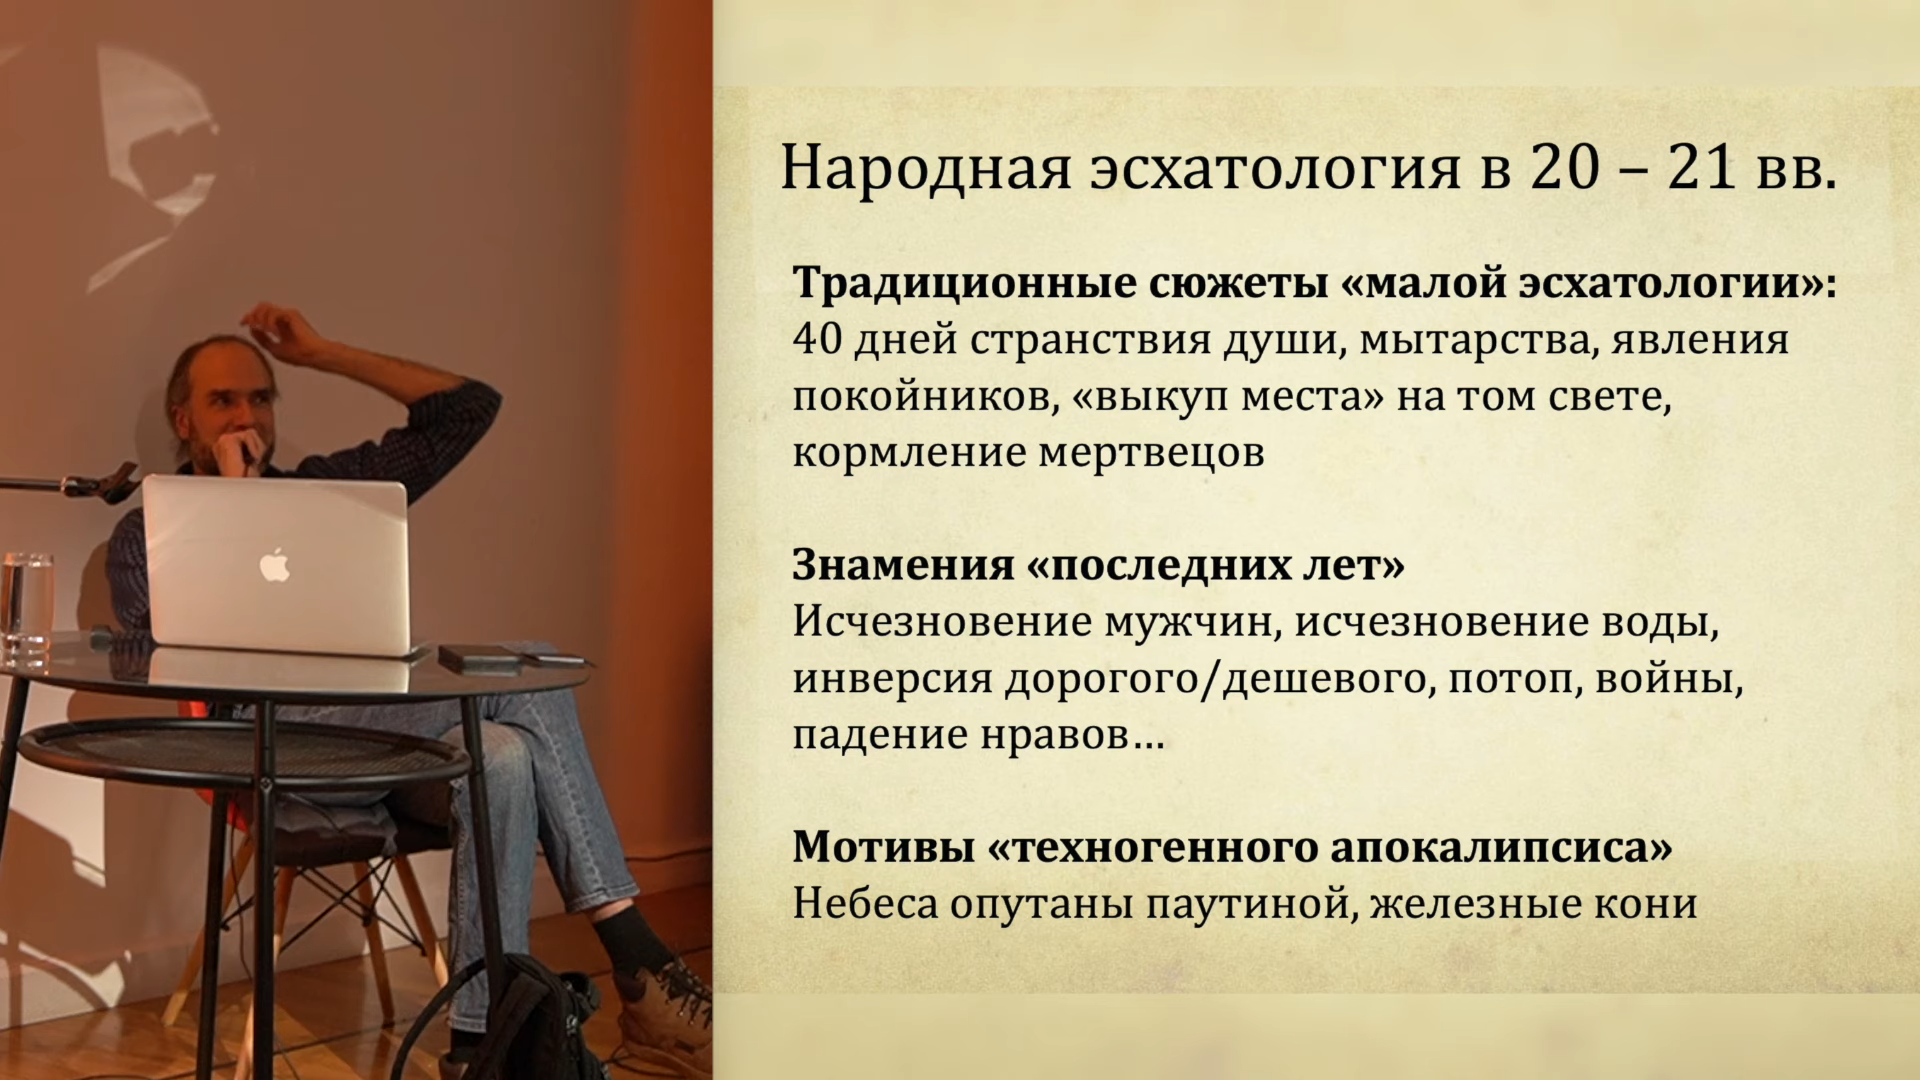 Народная эсхатология в 20 – 21 вв.
Традиционные сюжеты «малой эсхатологии»:
40 дней странствия души, мытарства, явления
покойников, «выкуп места» на том свете,
кормление мертвецов
Знамения «последних лет»
Исчезновение мужчин, исчезновение воды,
инверсия дорогого/дешевого, потоп, войны,
падение нравов…
Мотивы «техногенного апокалипсиса»
Небеса опутаны паутиной, железные кони